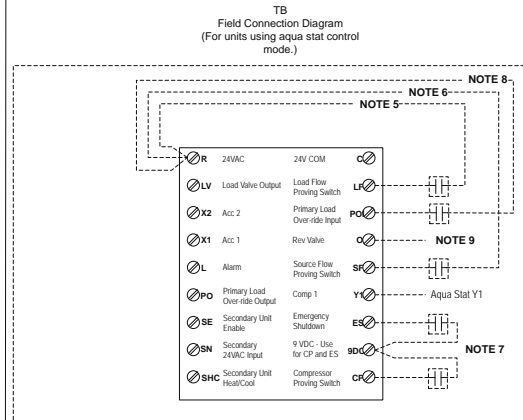 TB
Field Connection Diagram
(For units using aqua stat control
mode.)
NOTE 8
NOTE 6
NOTE 5
R 24VAC 24V COM C
LV Load Valve Output Load Flow
Proving Switch LF
X2 Acc 2 Primary Load
Over-ride Input PO
X1 Acc 1 Rev Valve O NOTE 9
L Alarm Source Flow
Proving Switch SF
PO Primary Load
Over-ride Output Comp 1 Y1 Aqua Stat Y1
SE Secondary Unit
Enable Emergency
Shutdown ES
SN Secondary
24VAC Input 9 VDC - Use
for CP and ES 9DC NOTE 7
SHC Secondary Unit
Heat/Cool Compressor
Proving Switch CP